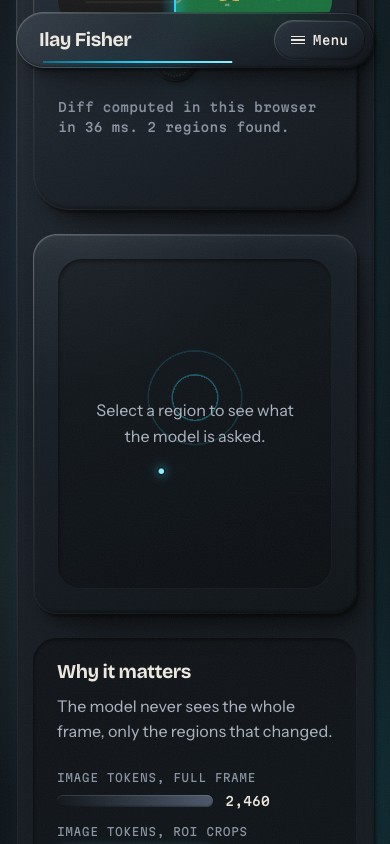 Ilay Fisher
Menu
Diff computed in this browser
in 36 ms. 2 regions found.
Select a region to see what
the model is asked.
Why it matters
The model never sees the whole
frame, only the regions that changed.
IMAGE TOKENS, FULL FRAME
2,460
IMAGE TOKENS, ROI CROPS